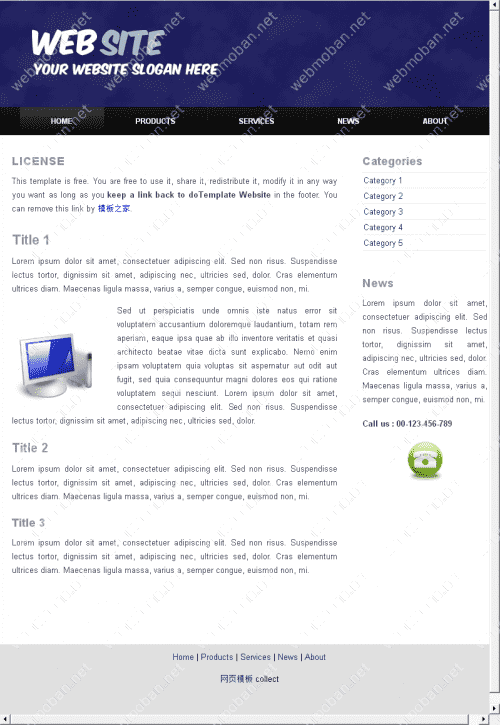 WEB SITE
YOUR WEBSITE SLOGAN HERE
HOME PRODUCTS SERVICES NEWS ABOUT
LICENSE
This template is free. You are free to use it, share it, redistribute it, modify it in any way
you want as long as you keep a link back to doTemplate Website in the footer. You
can remove this link by 模板之家.
Title 1
Lorem ipsum dolor sit amet, consectetuer adipiscing elit. Sed non risus. Suspendisse
lectus tortor, dignissim sit amet, adipiscing nec, ultricies sed, dolor. Cras elementum
ultricies diam. Maecenas ligula massa, varius a, semper congue, euismod non, mi.
Sed ut perspiciatis unde omnis iste natus error sit
voluptatem accusantium doloremque laudantium, totam rem
aperiam, eaque ipsa quae ab illo inventore veritatis et quasi
architecto beatae vitae dicta sunt explicabo. Nemo enim
ipsam voluptatem quia voluptas sit aspernatur aut odit aut
fugit, sed quia consequuntur magni dolores eos qui ratione
voluptatem sequi nesciunt. Lorem ipsum dolor sit amet,
consectetuer adipiscing elit. Sed non risus. Suspendisse
lectus tortor, dignissim sit amet, adipiscing nec, ultricies sed, dolor.
Title 2
Lorem ipsum dolor sit amet, consectetuer adipiscing elit. Sed non risus. Suspendisse
lectus tortor, dignissim sit amet, adipiscing nec, ultricies sed, dolor. Cras elementum
ultricies diam. Maecenas ligula massa, varius a, semper congue, euismod non, mi.
Title 3
Lorem ipsum dolor sit amet, consectetuer adipiscing elit. Sed non risus. Suspendisse
lectus tortor, dignissim sit amet, adipiscing nec, ultricies sed, dolor. Cras elementum
ultricies diam. Maecenas ligula massa, varius a, semper congue, euismod non, mi.
Categories
Category 1
Category 2
Category 3
Category 4
Category 5
News
Lorem ipsum dolor sit amet,
consectetuer adipiscing elit. Sed
non risus. Suspendisse lectus
tortor, dignissim sit amet,
adipiscing nec, ultricies sed, dolor.
Cras elementum ultrices diam.
Maecenas ligula massa, varius a,
semper congue, euismod non, mi.
Call us : 00-123-456-789
Home | Products | Services | News | About
网页模板 collect
webmoban.net